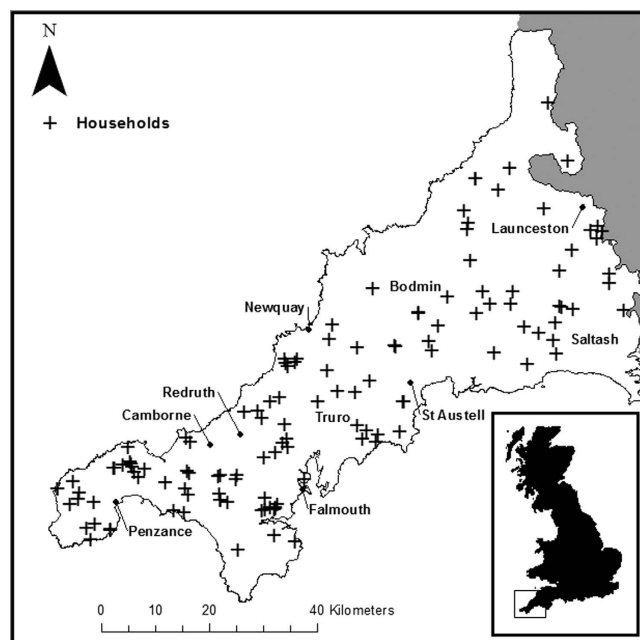 N
Households
Launceston
Bodmin
Newquay
Saltash
Redruth
Camborne
Truro
St Austell
Falmouth
Penzance
0 10 20 40 Kilometers